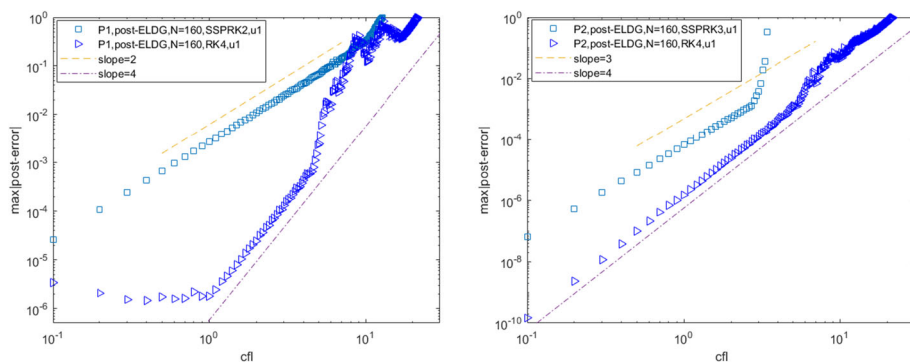 P1,post-ELDG,N=160,SSPRK2,u1
P1,post-ELDG,N=160,RK4,u1
slope=2
slope=4
10^0
10^-1
10^-2
10^-3
10^-4
10^-5
10^-6
max|post-error|
10^-1
10^0
10^1
cfl
P2,post-ELDG,N=160,SSPRK3,u1
P2,post-ELDG,N=160,RK4,u1
slope=3
slope=4
10^0
10^-2
10^-4
10^-6
10^-8
10^-10
max|post-error|
10^-1
10^0
10^1
cfl